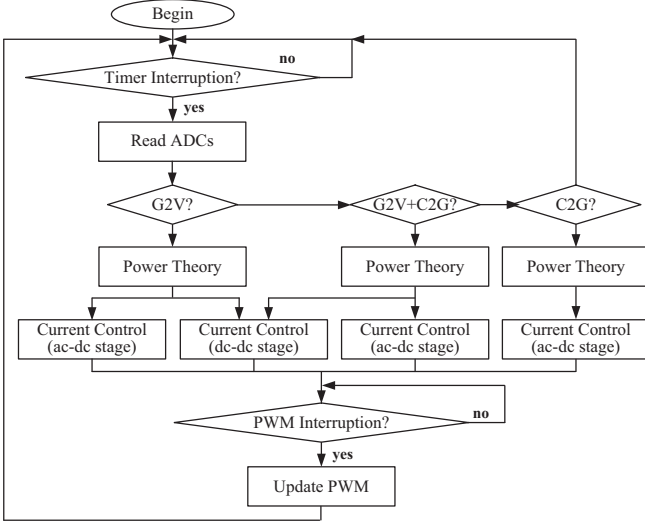 Begin
no
Timer Interruption?
yes
Read ADCs
G2V?
G2V+C2G?
C2G?
Power Theory
Power Theory
Power Theory
Current Control
(ac-dc stage)
Current Control
(dc-dc stage)
Current Control
(ac-dc stage)
Current Control
(ac-dc stage)
PWM Interruption?
no
yes
Update PWM